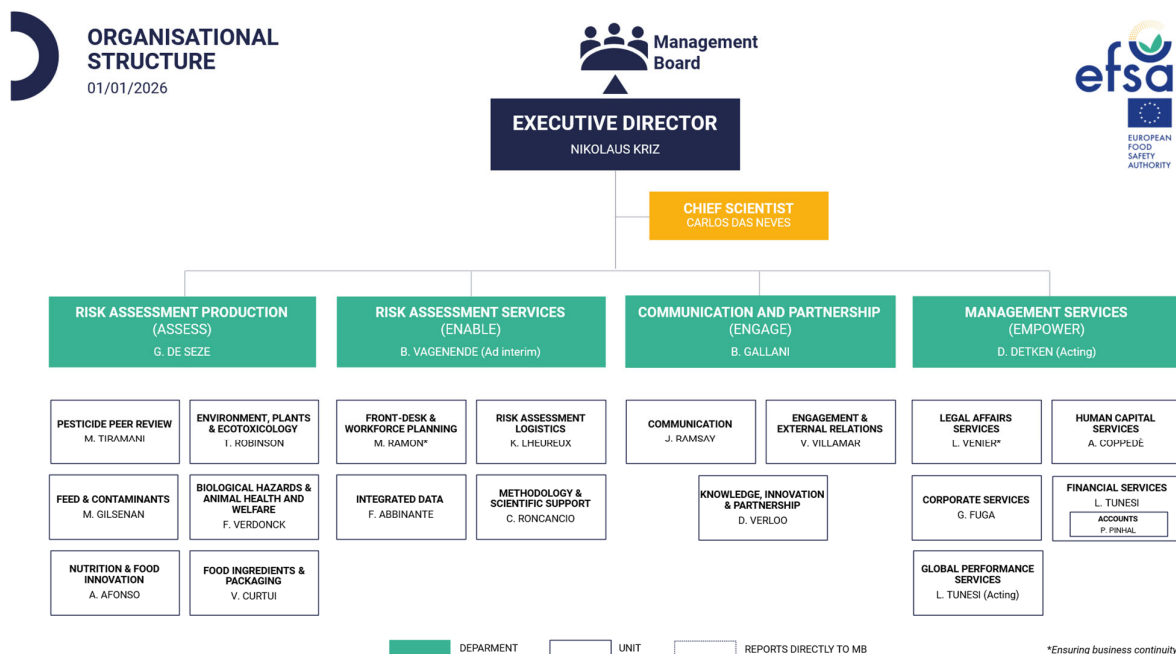 ORGANISATIONAL
STRUCTURE
01/01/2026
Management
Board
efsa
EUROPEAN
FOOD
SAFETY
AUTHORITY
EXECUTIVE DIRECTOR
NIKOLAUS KRIZ
CHIEF SCIENTIST
CARLOS DAS NEVES
RISK ASSESSMENT PRODUCTION
(ASSESS)
G. DE SEZE
RISK ASSESSMENT SERVICES
(ENABLE)
B. VAGENENDE (Ad interim)
COMMUNICATION AND PARTNERSHIP
(ENGAGE)
B. GALLANI
MANAGEMENT SERVICES
(EMPOWER)
D. DETKEN (Acting)
PESTICIDE PEER REVIEW
M. TIRAMANI
ENVIRONMENT, PLANTS
& ECOTOXICOLOGY
T. ROBINSON
FEED & CONTAMINANTS
M. GILSENAN
BIOLOGICAL HAZARDS &
ANIMAL HEALTH AND
WELFARE
F. VERDONCK
NUTRITION & FOOD
INNOVATION
A. AFONSO
FOOD INGREDIENTS &
PACKAGING
V. CURTUI
FRONT-DESK &
WORKFORCE PLANNING
M. RAMON*
RISK ASSESSMENT
LOGISTICS
K. LHEUREUX
INTEGRATED DATA
F. ABBINANTE
METHODOLOGY &
SCIENTIFIC SUPPORT
C. RONCANCIO
COMMUNICATION
J. RAMSAY
ENGAGEMENT &
EXTERNAL RELATIONS
V. VILLAMAR
KNOWLEDGE, INNOVATION
& PARTNERSHIP
D. VERLOO
LEGAL AFFAIRS
SERVICES
L. VENIER*
HUMAN CAPITAL
SERVICES
A. COPPEDÈ
CORPORATE SERVICES
G. FUGA
FINANCIAL SERVICES
L. TUNESI
ACCOUNTS
P. PINHAL
GLOBAL PERFORMANCE
SERVICES
L. TUNESI (Acting)
DEPARMENT
UNIT
REPORTS DIRECTLY TO MB
*Ensuring business continuity